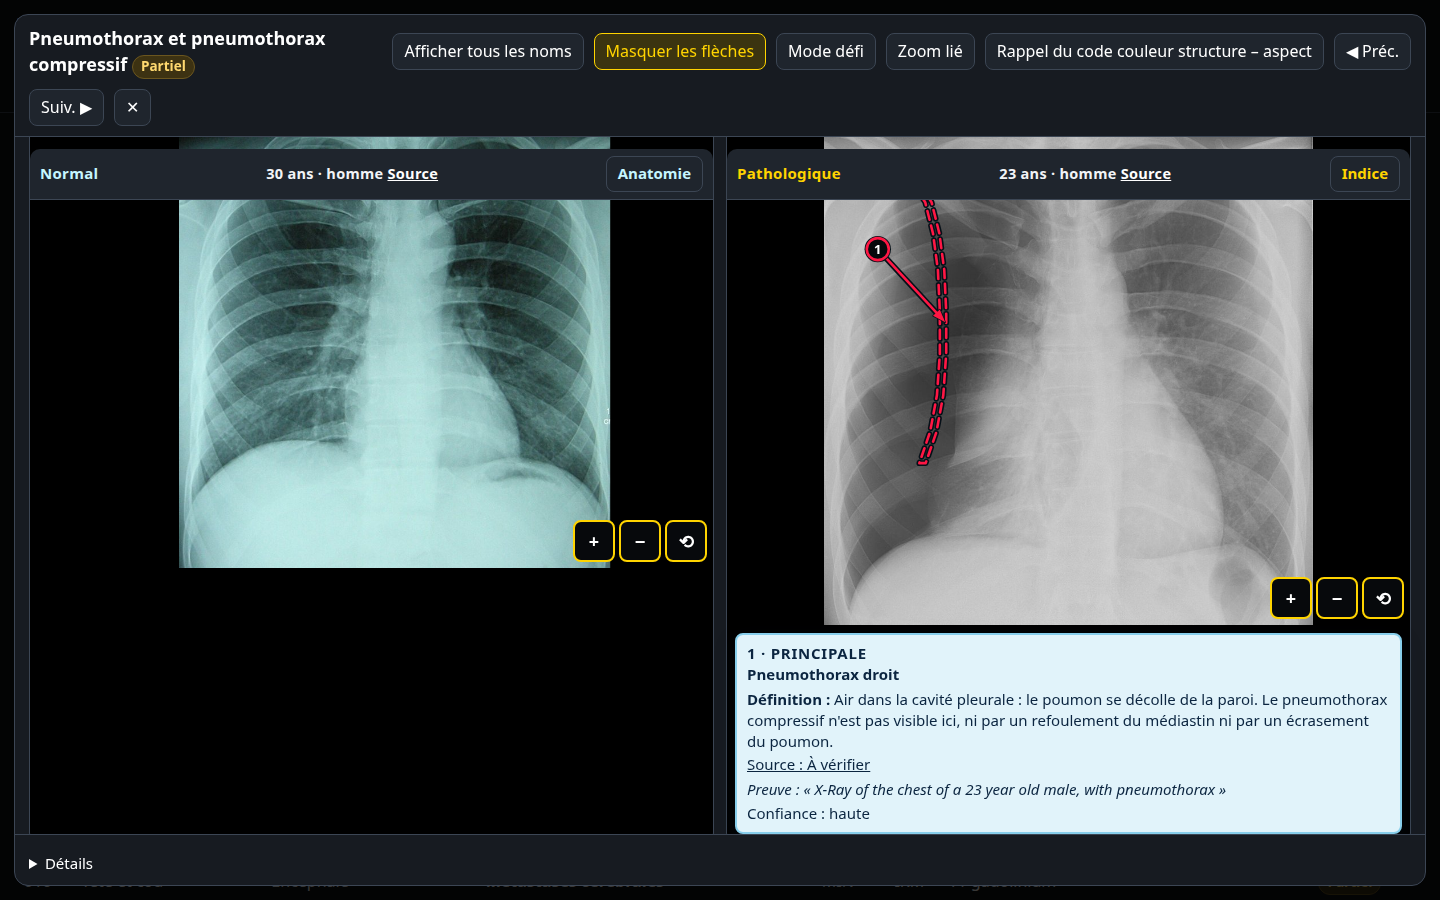 Pneumothorax et pneumothorax
compressif Partiel
Afficher tous les noms
Masquer les flèches
Mode défi
Zoom lié
Rappel du code couleur structure – aspect
◀ Préc.
Suiv. ▶
✕
Normal
30 ans · homme Source
Anatomie
Pathologique
23 ans · homme Source
Indice
1
+ − ⟲
+ − ⟲
1 · PRINCIPALE
Pneumothorax droit
Définition : Air dans la cavité pleurale : le poumon se décolle de la paroi. Le pneumothorax
compressif n'est pas visible ici, ni par un refoulement du médiastin ni par un écrasement
du poumon.
Source : À vérifier
Preuve : « X-Ray of the chest of a 23 year old male, with pneumothorax »
Confiance : haute
▶ Détails